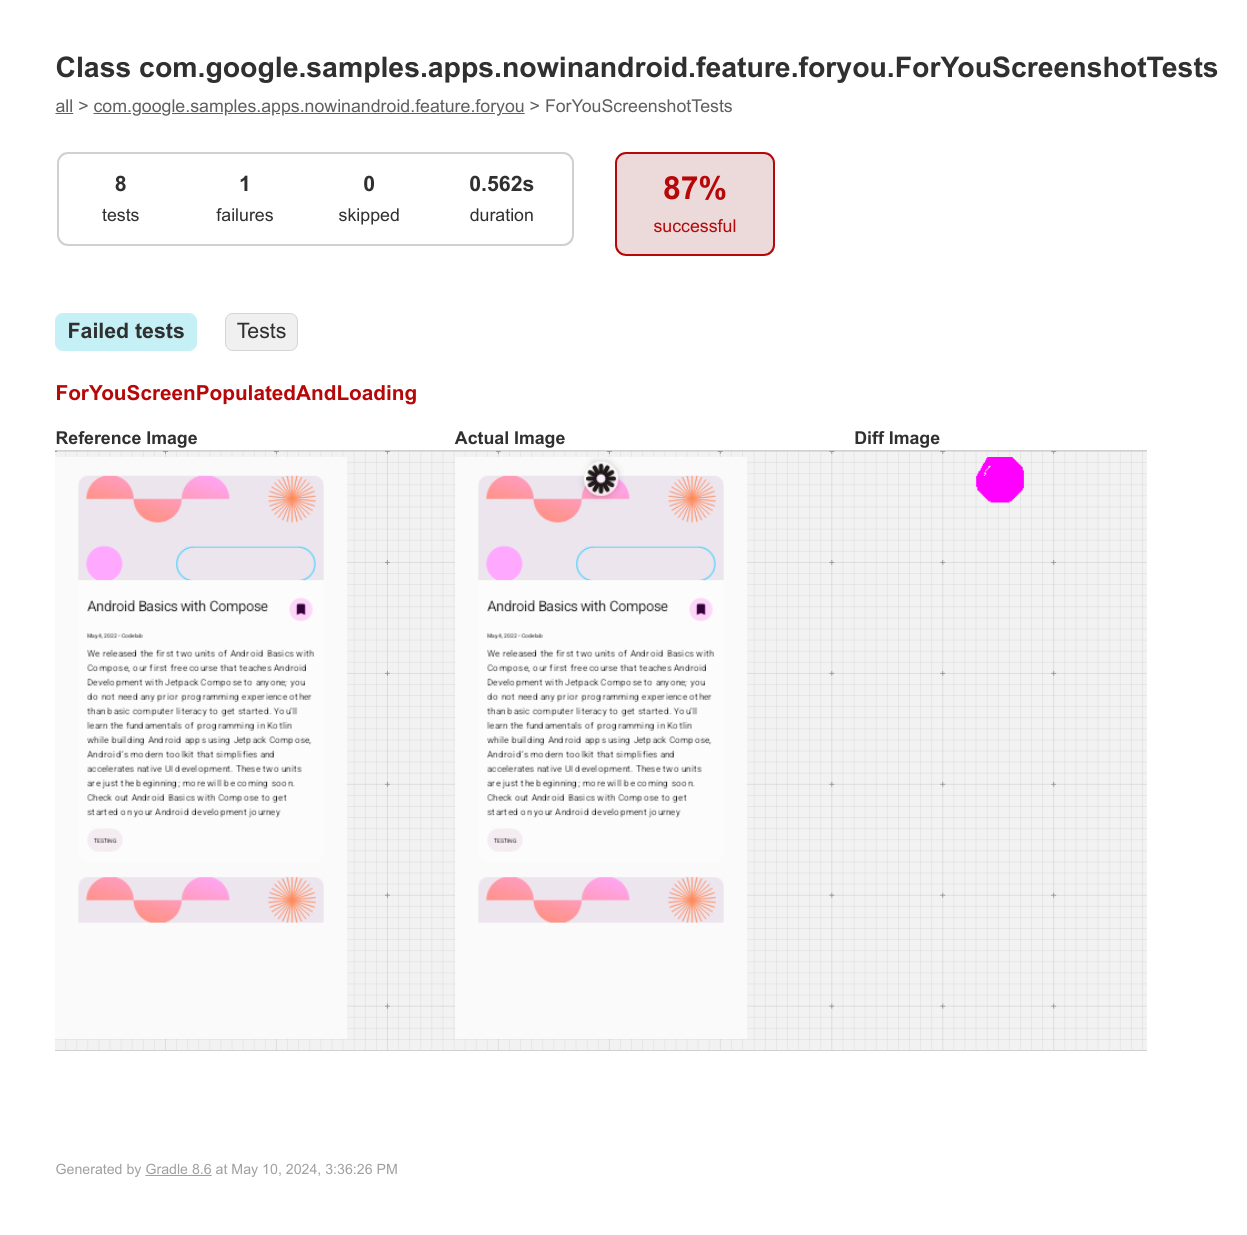 Class com.google.samples.apps.nowinandroid.feature.foryou.ForYouScreenshotTests
all > com.google.samples.apps.nowinandroid.feature.foryou > ForYouScreenshotTests
8 1 0 0.562s
tests failures skipped duration
87%
successful
Failed tests Tests
ForYouScreenPopulatedAndLoading
Reference Image Actual Image Diff Image
Android Basics with Compose
May 4, 2022 • Codelab
We released the first two units of Android Basics with
Compose, our first free course that teaches Android
Development with Jetpack Compose to anyone; you
do not need any prior programming experience other
than basic computer literacy to get started. You'll
learn the fundamentals of programming in Kotlin
while building Android apps using Jetpack Compose,
Android's modern toolkit that simplifies and
accelerates native UI development. These two units
are just the beginning; more will be coming soon.
Check out Android Basics with Compose to get
started on your Android development journey
TESTING
Android Basics with Compose
May 4, 2022 • Codelab
We released the first two units of Android Basics with
Compose, our first free course that teaches Android
Development with Jetpack Compose to anyone; you
do not need any prior programming experience other
than basic computer literacy to get started. You'll
learn the fundamentals of programming in Kotlin
while building Android apps using Jetpack Compose,
Android's modern toolkit that simplifies and
accelerates native UI development. These two units
are just the beginning; more will be coming soon.
Check out Android Basics with Compose to get
started on your Android development journey
TESTING
Generated by Gradle 8.6 at May 10, 2024, 3:36:26 PM